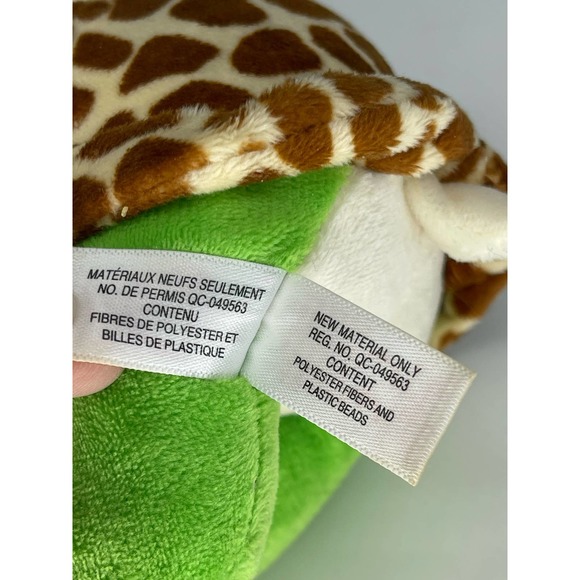 MATÉRIAUX NEUFS SEULEMENT
NO. DE PERMIS QC-049563
CONTENU
FIBRES DE POLYESTER ET
BILLES DE PLASTIQUE
NEW MATERIAL ONLY
REG. NO. QC-049563
CONTENT
POLYESTER FIBERS AND
PLASTIC BEADS